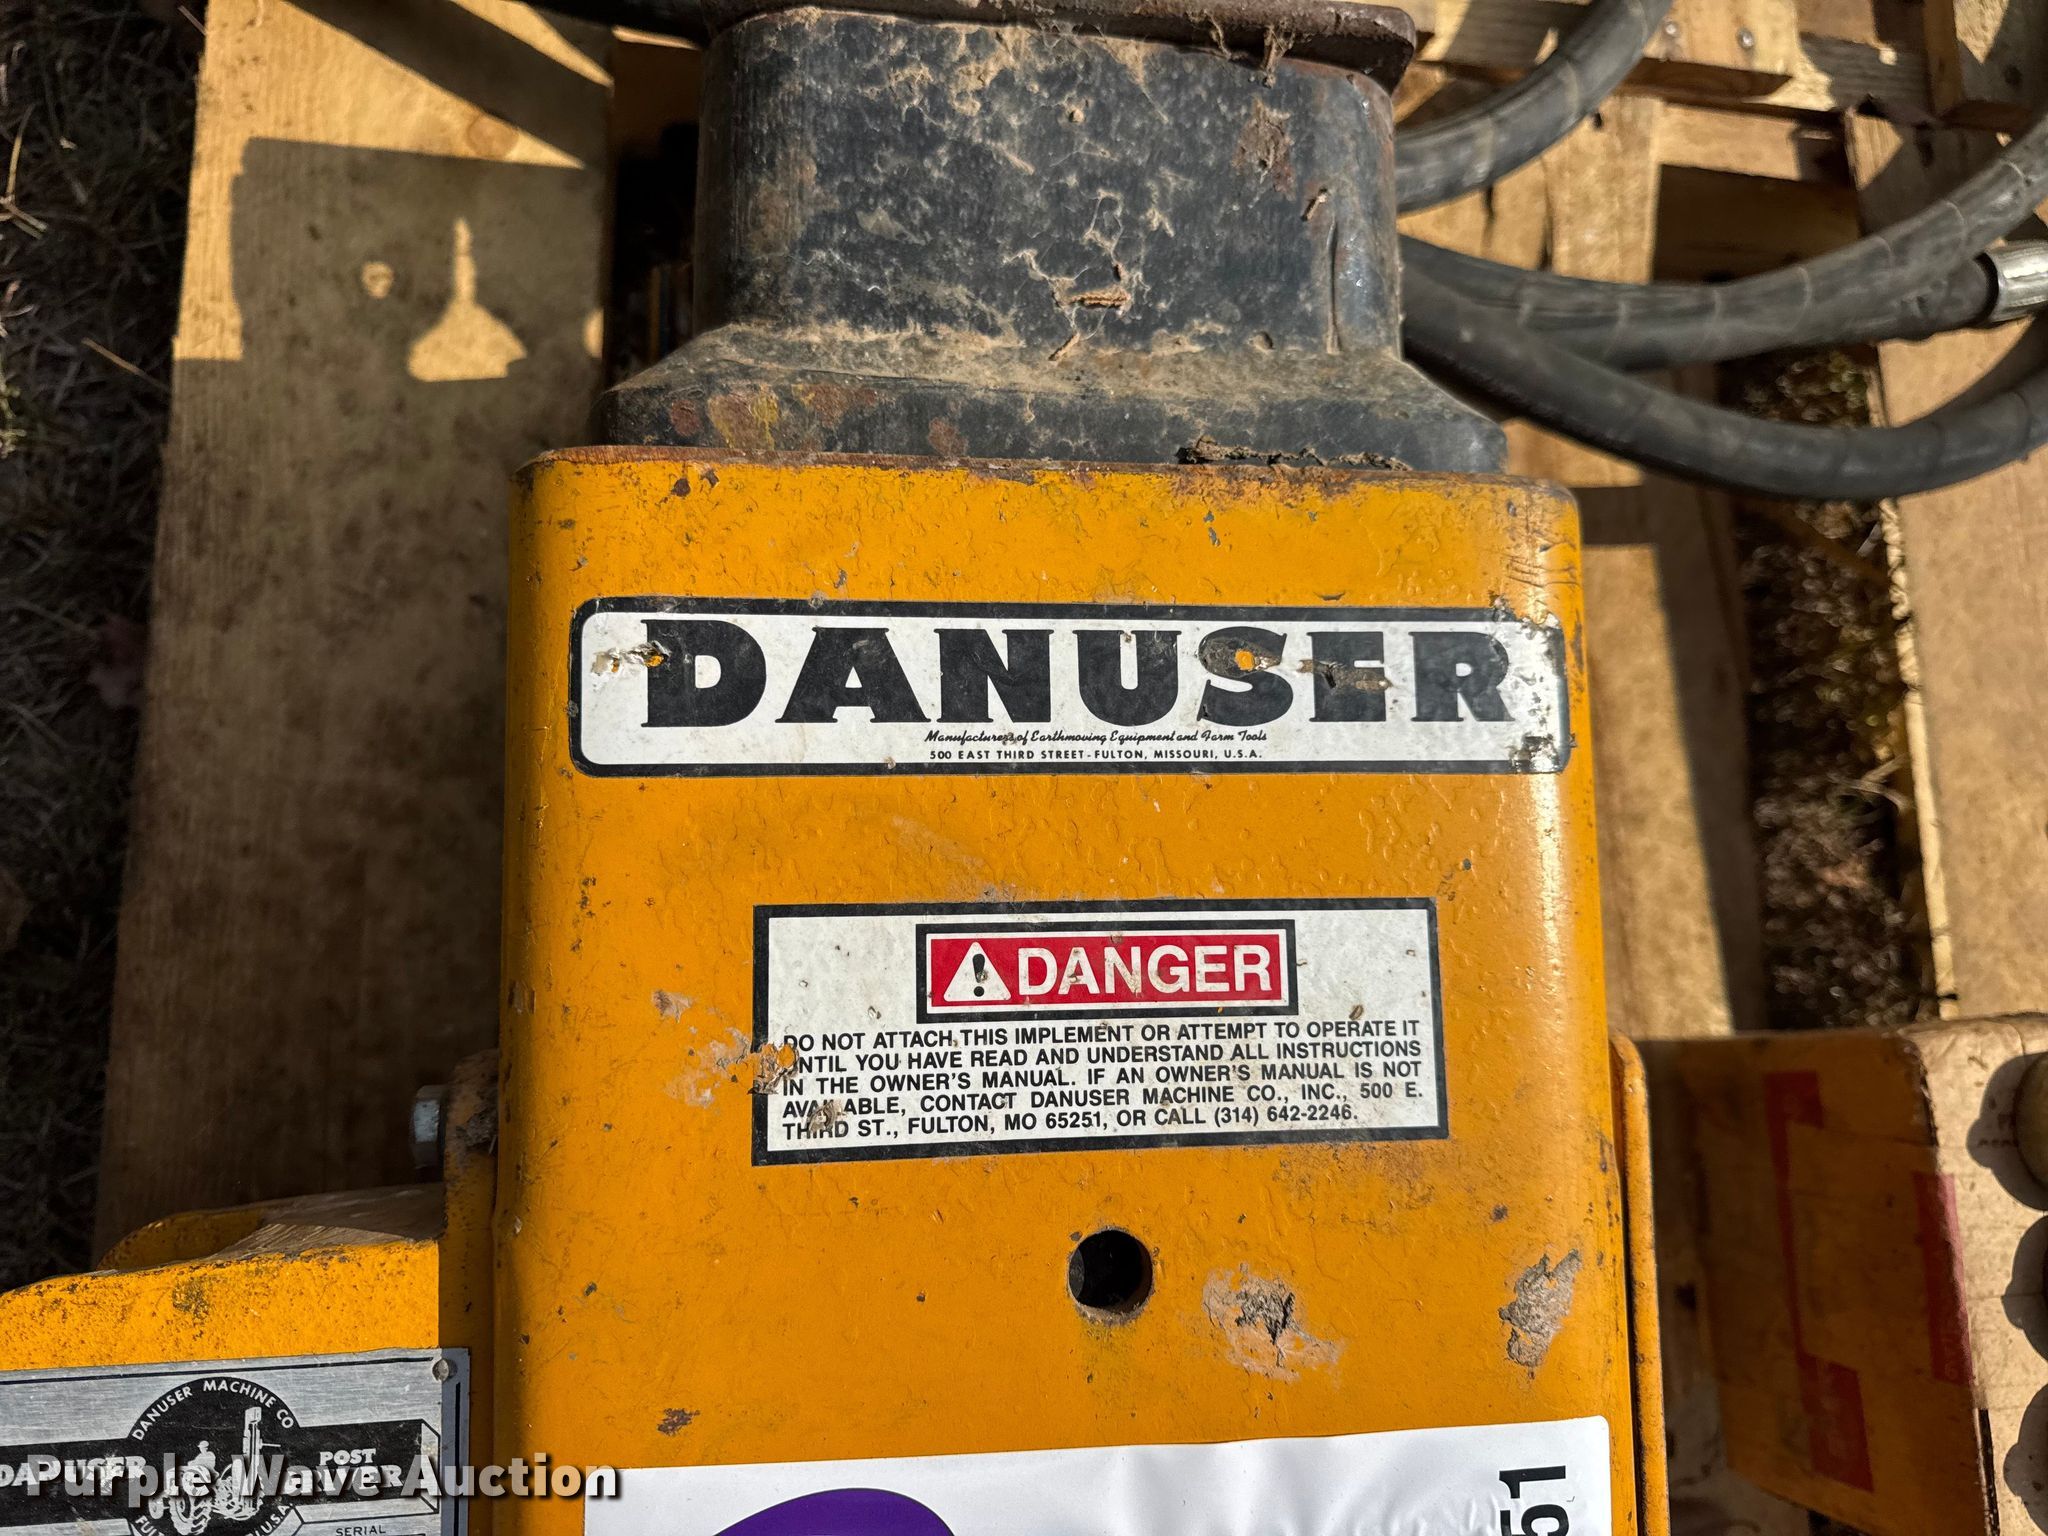 DANUSER
Manufacturers of Earthmoving Equipment and Farm Tools
500 EAST THIRD STREET - FULTON, MISSOURI, U.S.A.
DANGER
DO NOT ATTACH THIS IMPLEMENT OR ATTEMPT TO OPERATE IT
UNTIL YOU HAVE READ AND UNDERSTAND ALL INSTRUCTIONS
IN THE OWNER'S MANUAL. IF AN OWNER'S MANUAL IS NOT
AVAILABLE, CONTACT DANUSER MACHINE CO., INC., 500 E.
THIRD ST., FULTON, MO 65251, OR CALL (314) 642-2246.
DANUSER MACHINE CO
POST
DANUSER DRIVER
U.S.A.
SERIAL
51
Purple Wave Auction